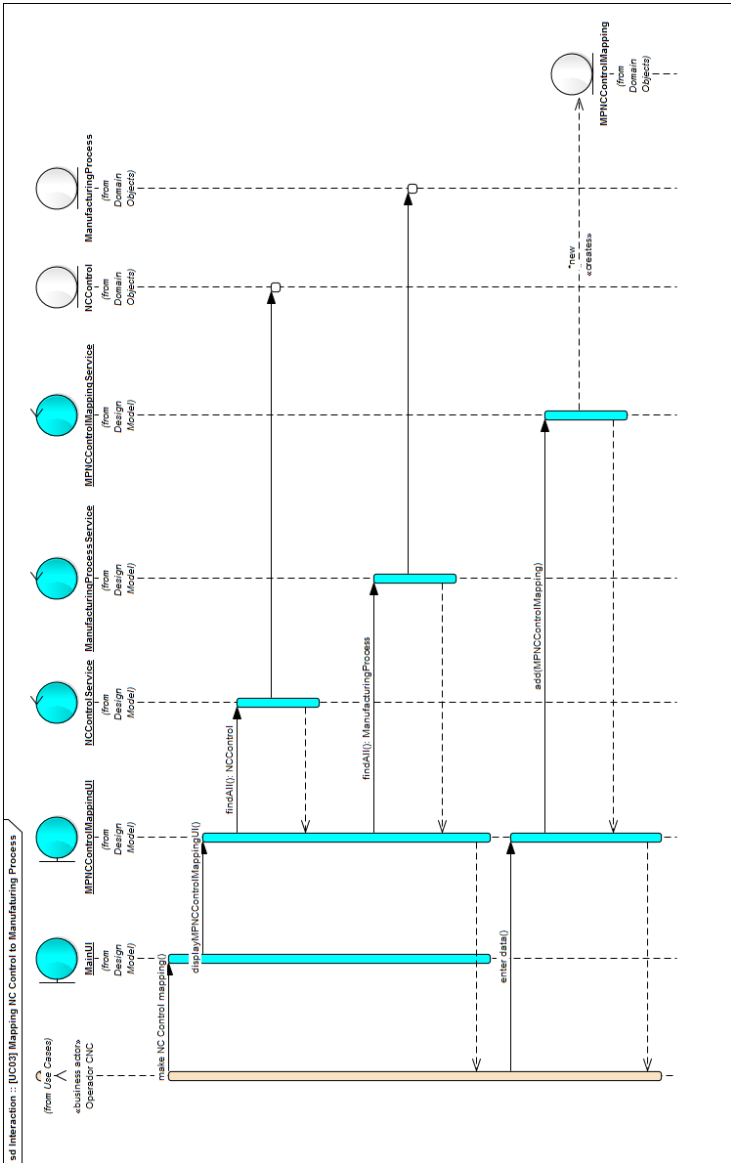 sd Interaction :: [UC03] Mapping NC Control to Manufaturing Process
(from Use Cases)
«business actor»
Operador CNC
MainUI
(from
Design
Model)
MPNCControlMappingUI
(from
Design
Model)
NCControlService
(from
Design
Model)
ManufacturingProcessService
(from
Design
Model)
MPNCControlMappingService
(from
Design
Model)
NCControl
(from
Domain
Objects)
ManufacturingProcess
(from
Domain
Objects)
MPNCControlMapping
(from
Domain
Objects)
make NC Control mapping()
displayMPNCControlMappingUI()
findAll(): NCControl
findAll(): ManufacturingProcess
enter data()
add(MPNCControlMapping)
"new
«creates»